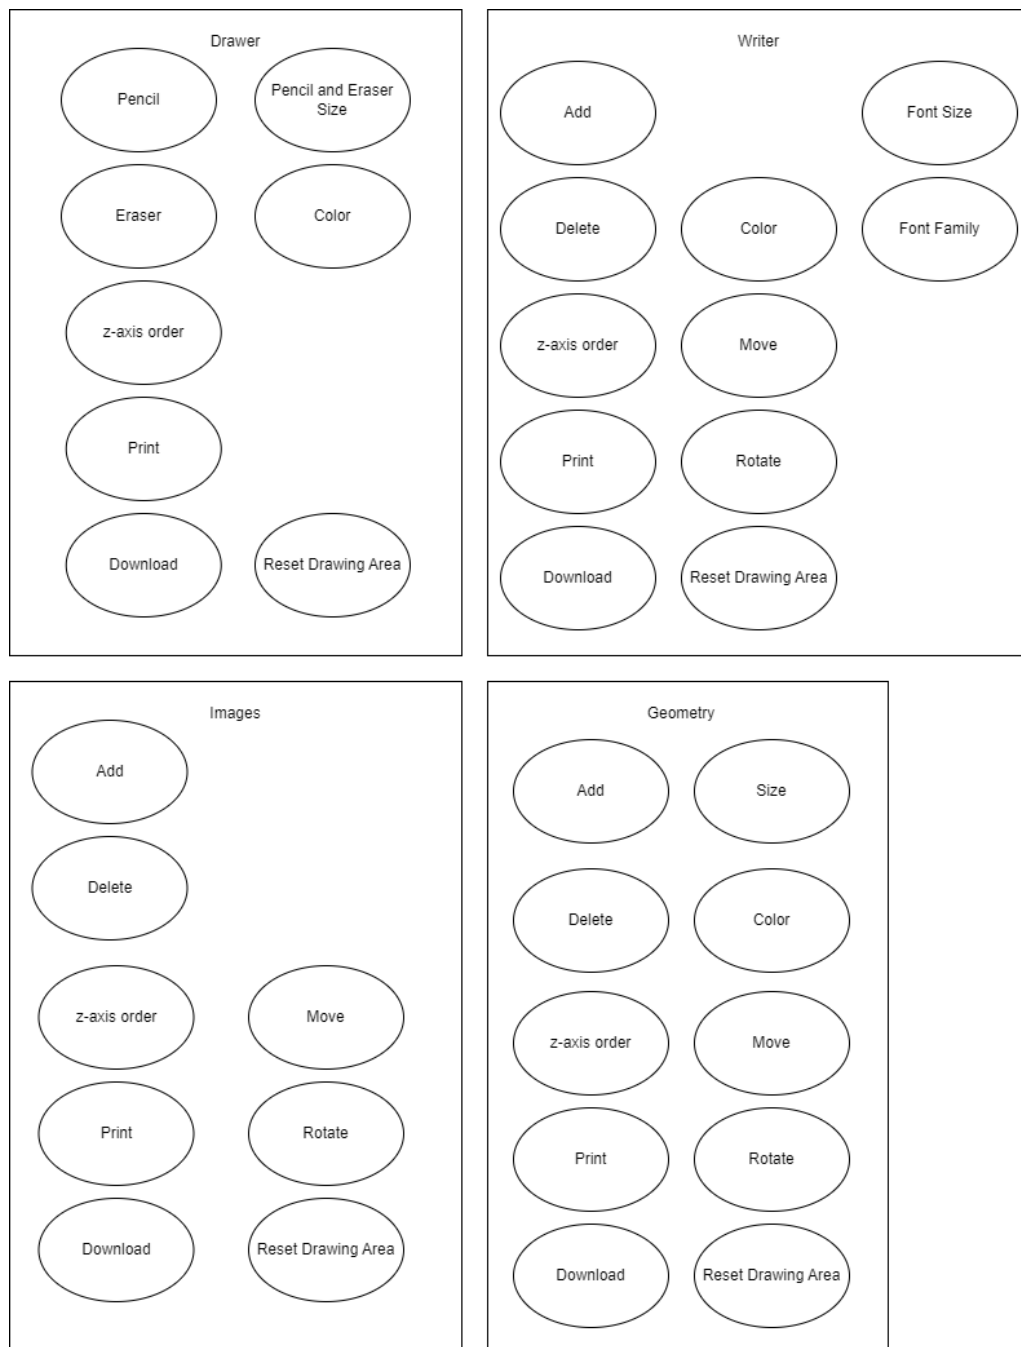 Drawer
Pencil
Pencil and Eraser
Size
Eraser
Color
z-axis order
Print
Download
Reset Drawing Area
Writer
Add
Font Size
Delete
Color
Font Family
z-axis order
Move
Print
Rotate
Download
Reset Drawing Area
Images
Add
Delete
z-axis order
Move
Print
Rotate
Download
Reset Drawing Area
Geometry
Add
Size
Delete
Color
z-axis order
Move
Print
Rotate
Download
Reset Drawing Area